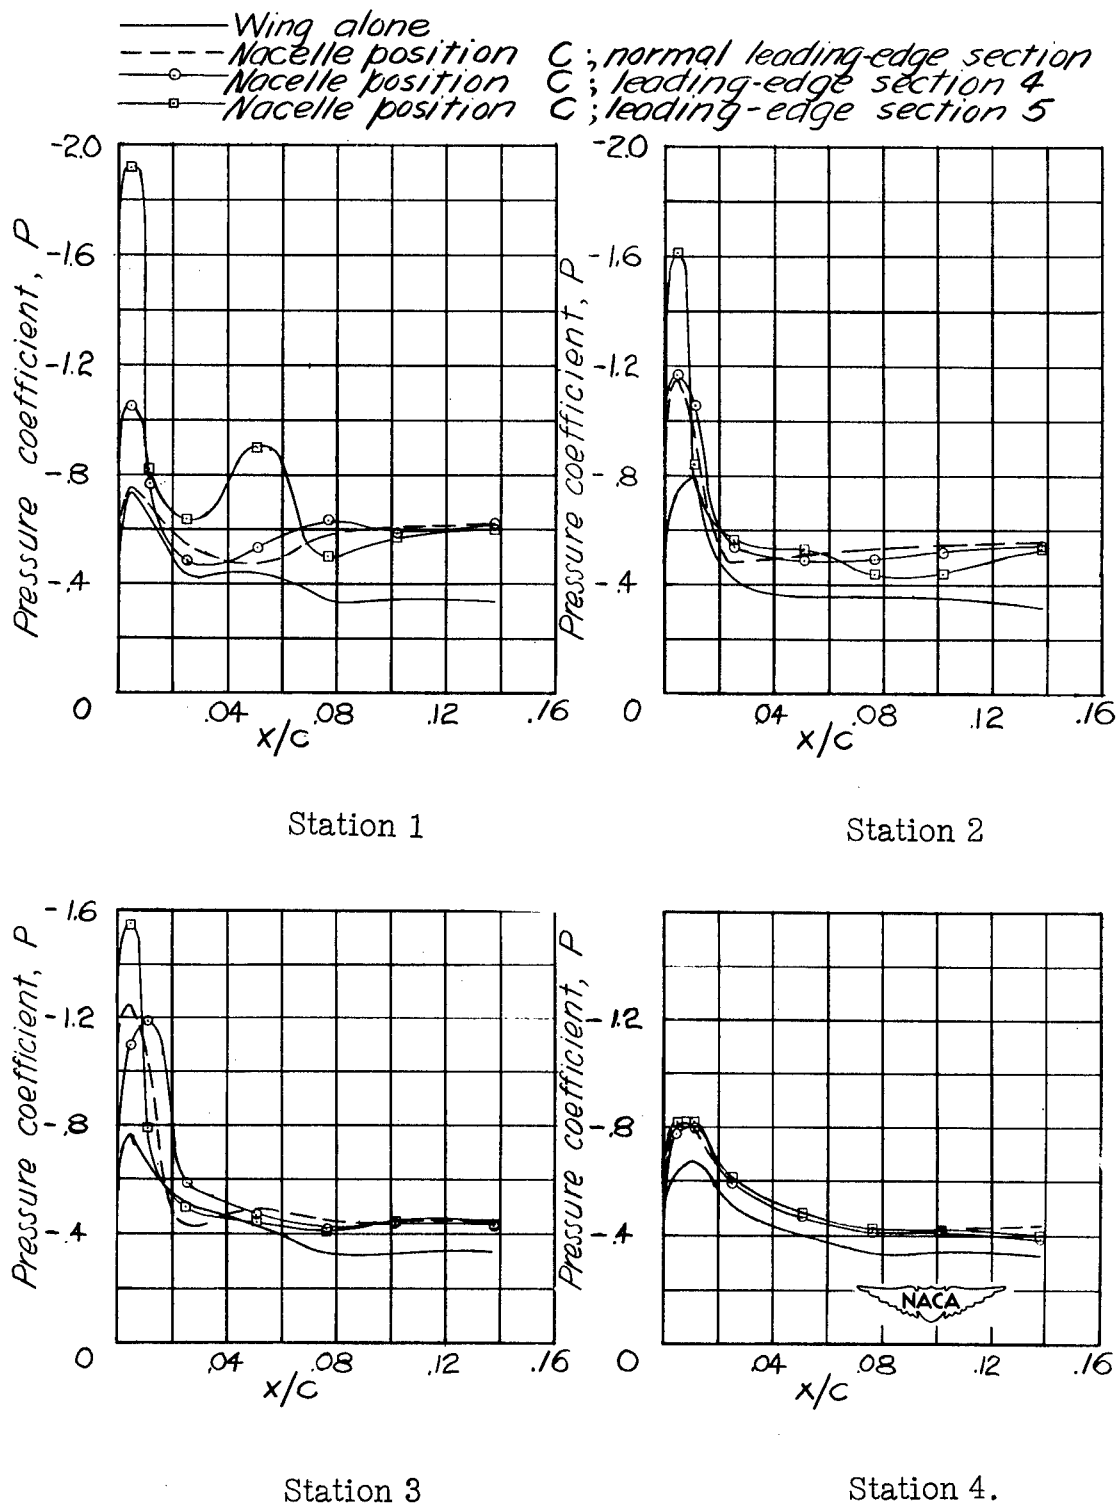 Wing alone
Nacelle position C; normal leading-edge section
Nacelle position C; leading-edge section 4
Nacelle position C; leading-edge section 5
-2.0
-1.6
-1.2
-.8
-.4
0
.04
.08
.12
.16
x/c
Pressure coefficient, P
Station 1
-2.0
-1.6
-1.2
-.8
-.4
0
.04
.08
.12
.16
x/c
Pressure coefficient, P
Station 2
-1.6
-1.2
-.8
-.4
0
.04
.08
.12
.16
x/c
Pressure coefficient, P
Station 3
-1.2
-.8
-.4
0
.04
.08
.12
.16
x/c
Pressure coefficient, P
NACA
Station 4.